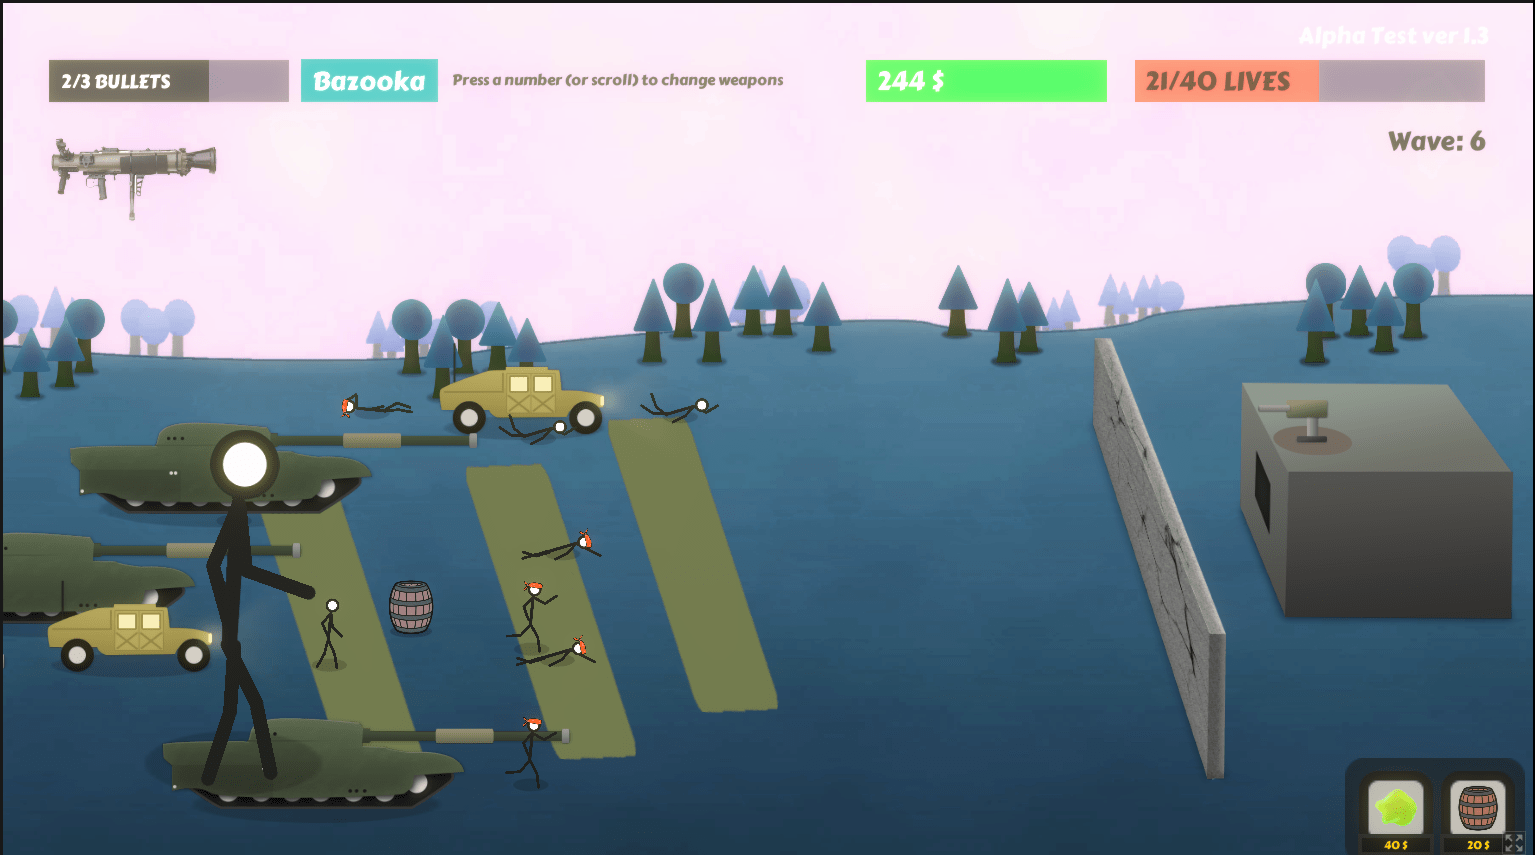 Alpha Test ver 1.3
2/3 BULLETS
Bazooka
Press a number (or scroll) to change weapons
244 $
21/40 LIVES
Wave: 6
40 $
20 $